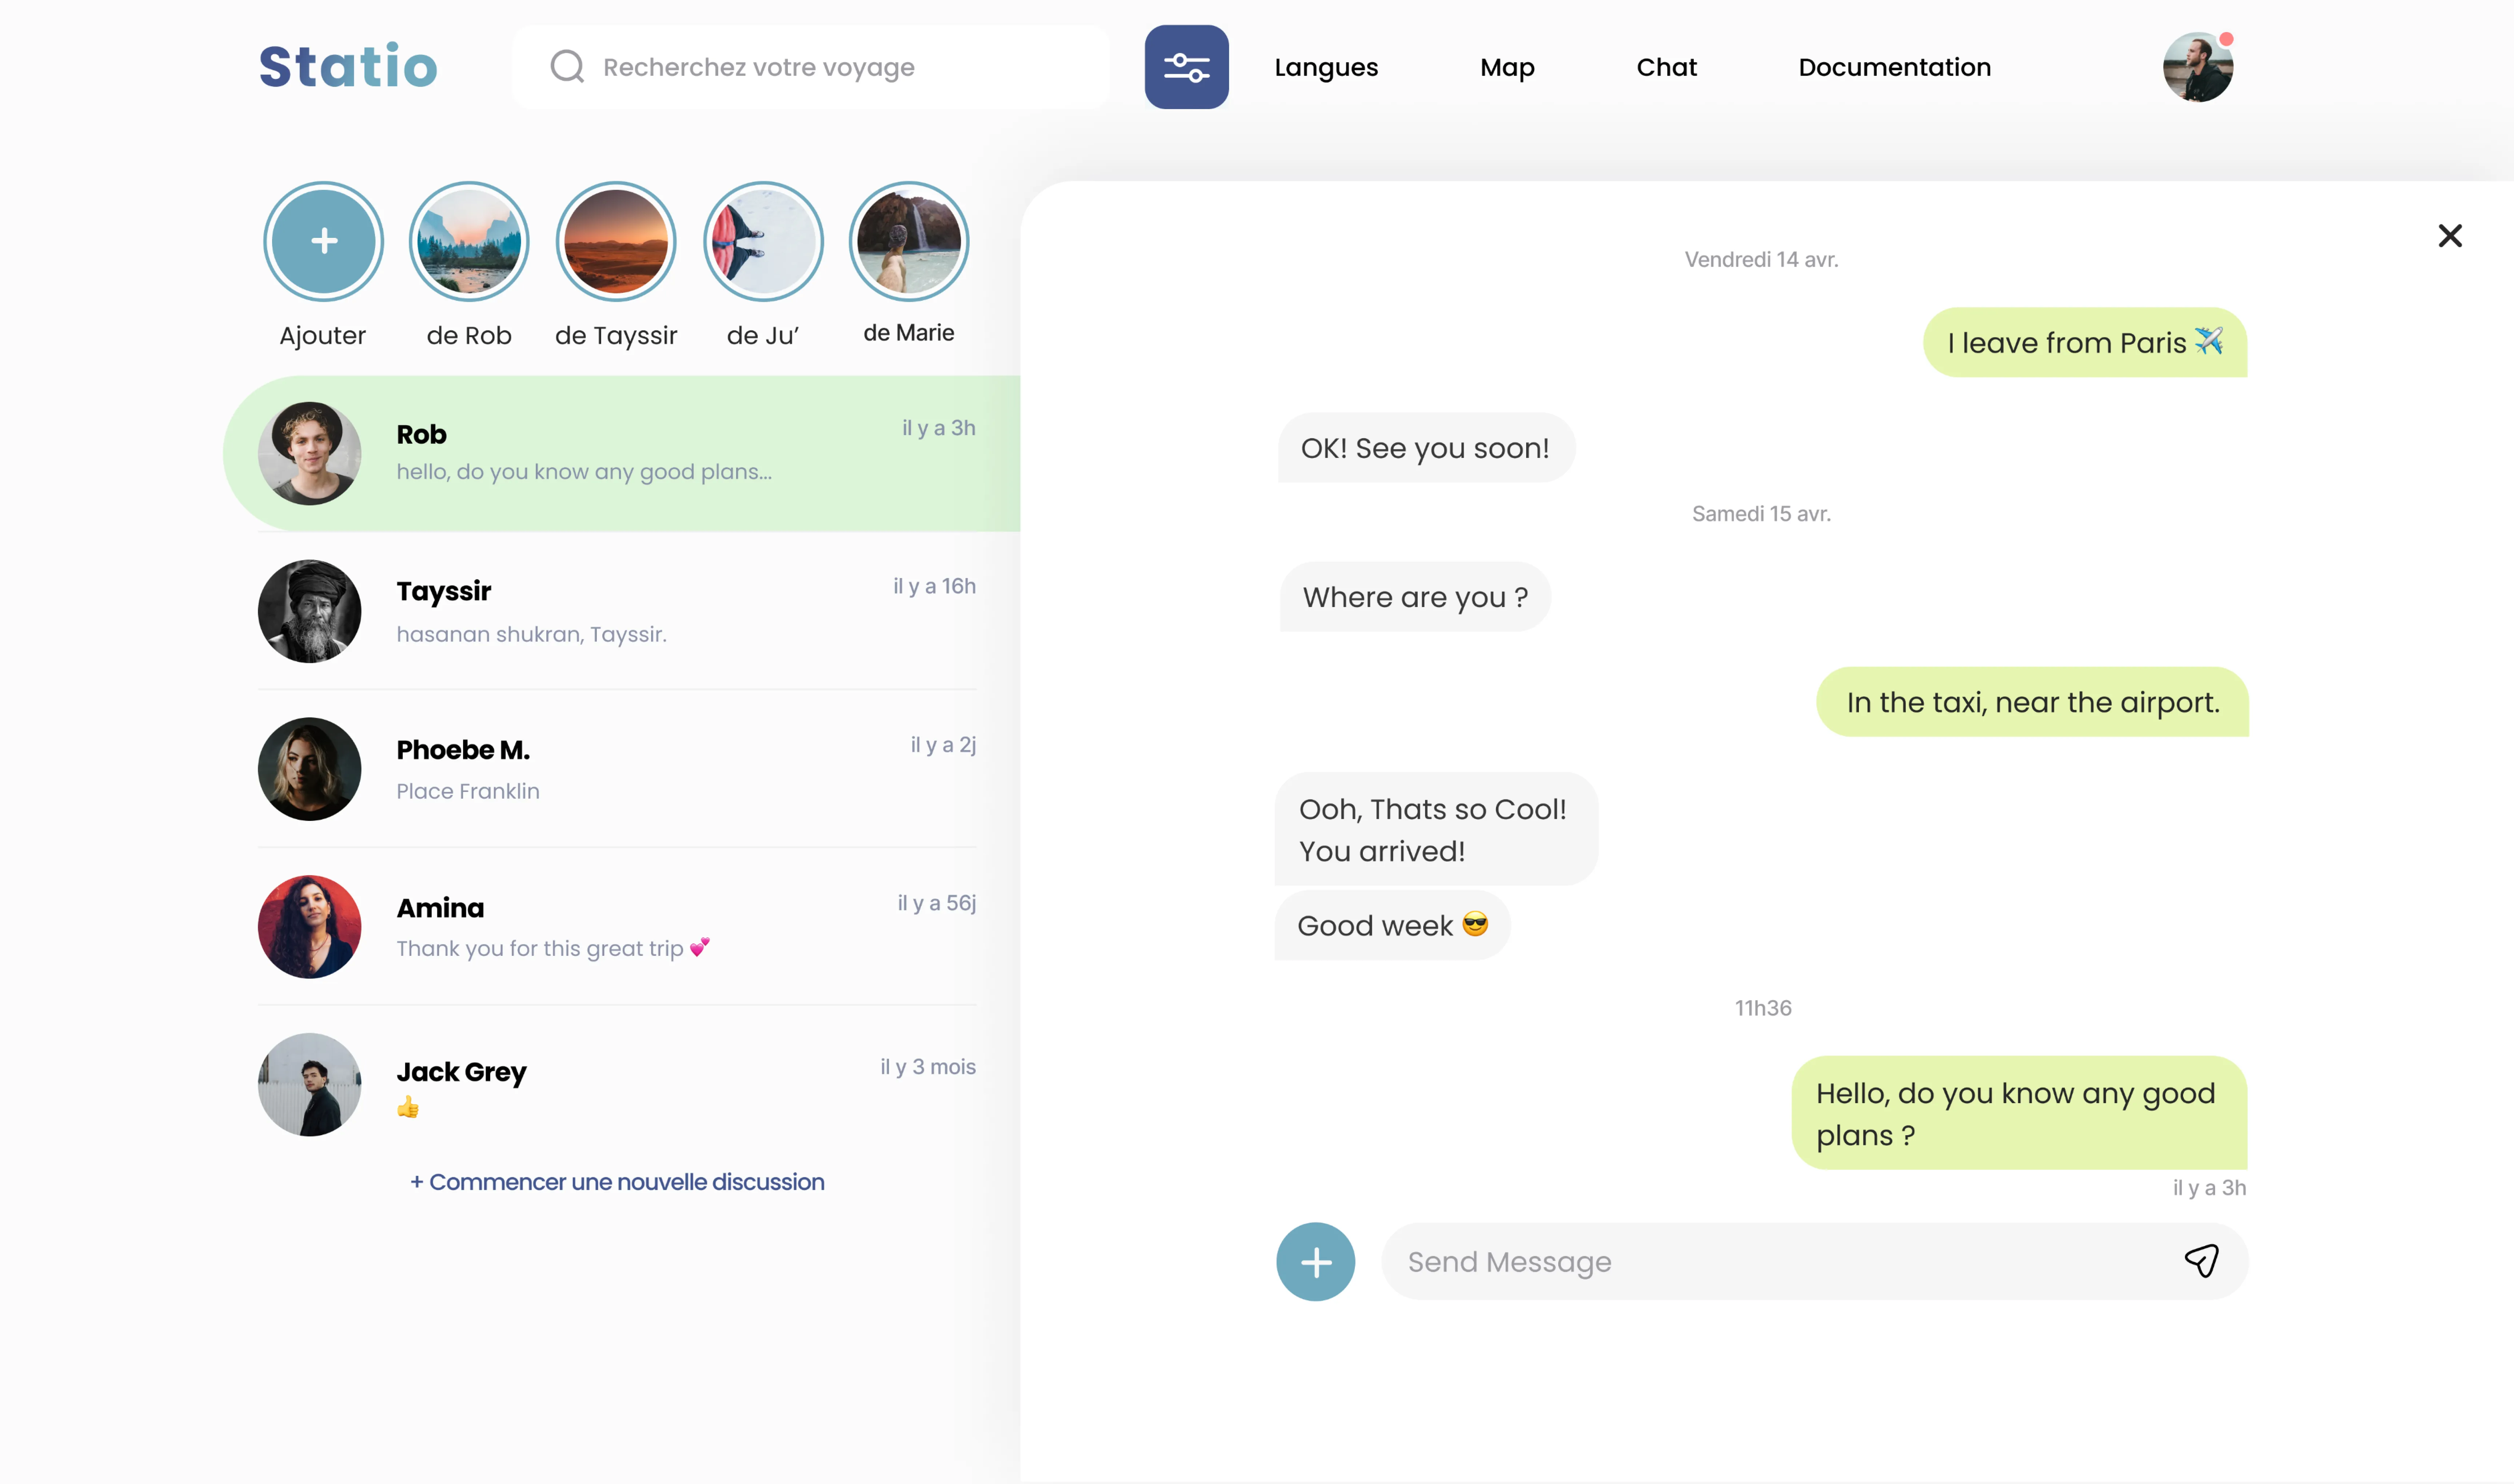 Statio
Recherchez votre voyage
Langues
Map
Chat
Documentation
Ajouter
de Rob
de Tayssir
de Ju’
de Marie
Rob
il y a 3h
hello, do you know any good plans...
Tayssir
il y a 16h
hasanan shukran, Tayssir.
Phoebe M.
il y a 2j
Place Franklin
Amina
il y a 56j
Thank you for this great trip 💕
Jack Grey
il y 3 mois
👍
+ Commencer une nouvelle discussion
Vendredi 14 avr.
I leave from Paris ✈️
OK! See you soon!
Samedi 15 avr.
Where are you ?
In the taxi, near the airport.
Ooh, Thats so Cool!
You arrived!
Good week 😎
11h36
Hello, do you know any good
plans ?
il y a 3h
Send Message